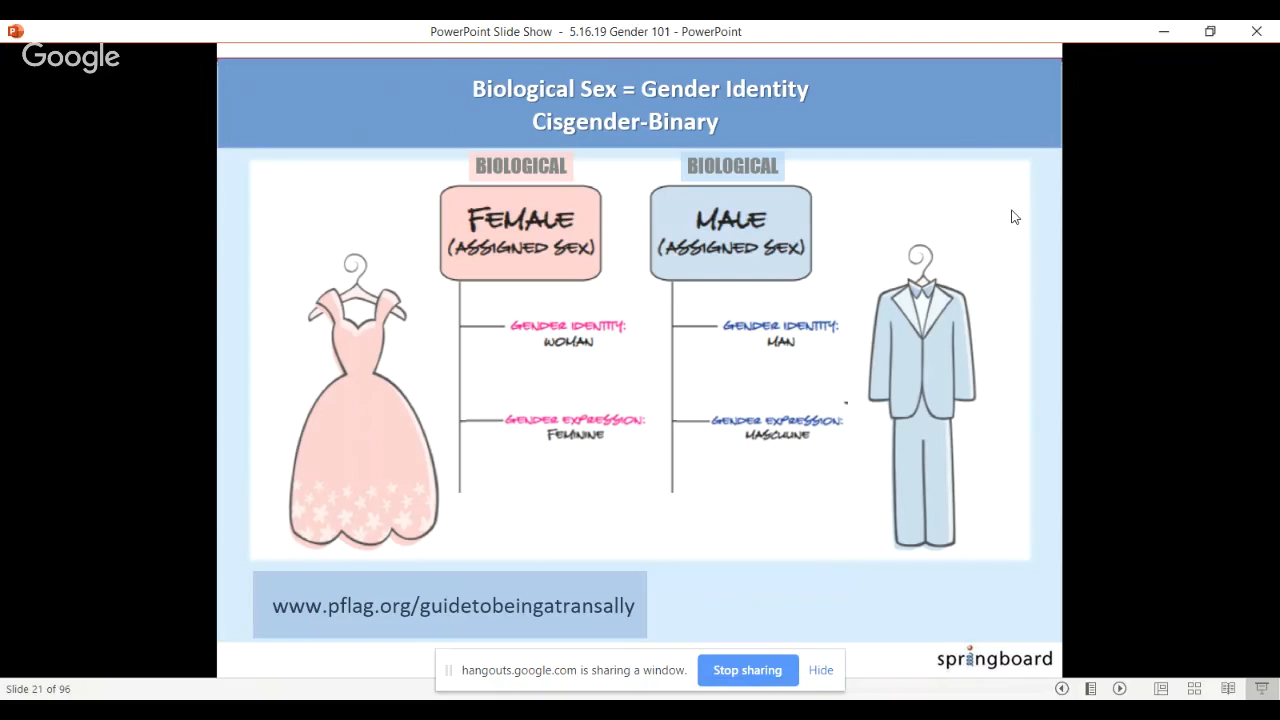 PowerPoint Slide Show - 5.16.19 Gender 101 - PowerPoint
Google
Biological Sex = Gender Identity
Cisgender-Binary
BIOLOGICAL
FEMALE
(ASSIGNED SEX)
GENDER IDENTITY:
WOMAN
GENDER EXPRESSION:
FEMININE
BIOLOGICAL
MALE
(ASSIGNED SEX)
GENDER IDENTITY:
MAN
GENDER EXPRESSION:
MASCULINE
www.pflag.org/guidetobeingatransally
springboard
hangouts.google.com is sharing a window.
Stop sharing
Hide
Slide 21 of 96